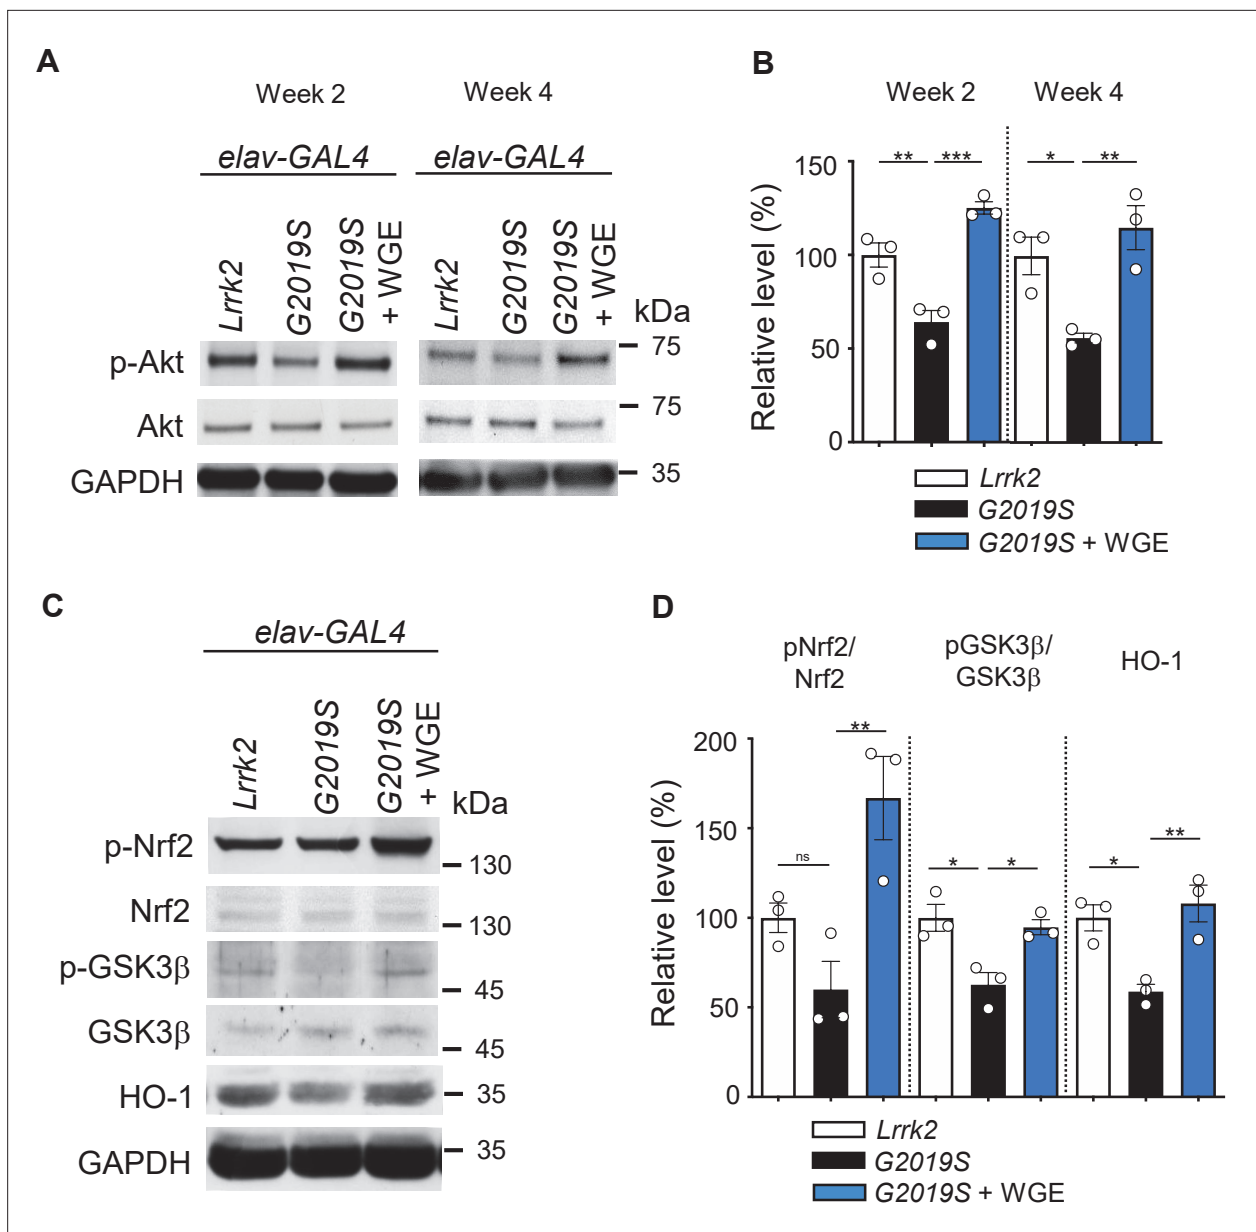 A
Week 2
Week 4
elav-GAL4
elav-GAL4
Lrrk2
G2019S
G2019S
+ WGE
Lrrk2
G2019S
G2019S
+ WGE
kDa
p-Akt
75
Akt
75
GAPDH
35
B
Week 2
Week 4
** *** * **
Relative level (%)
150
100
50
0
Lrrk2
G2019S
G2019S + WGE
C
elav-GAL4
Lrrk2
G2019S
G2019S
+ WGE
kDa
p-Nrf2
130
Nrf2
130
p-GSK3β
45
GSK3β
45
HO-1
35
GAPDH
35
D
pNrf2/
Nrf2
pGSK3β/
GSK3β
HO-1
ns ** * * * **
Relative level (%)
200
150
100
50
0
Lrrk2
G2019S
G2019S + WGE